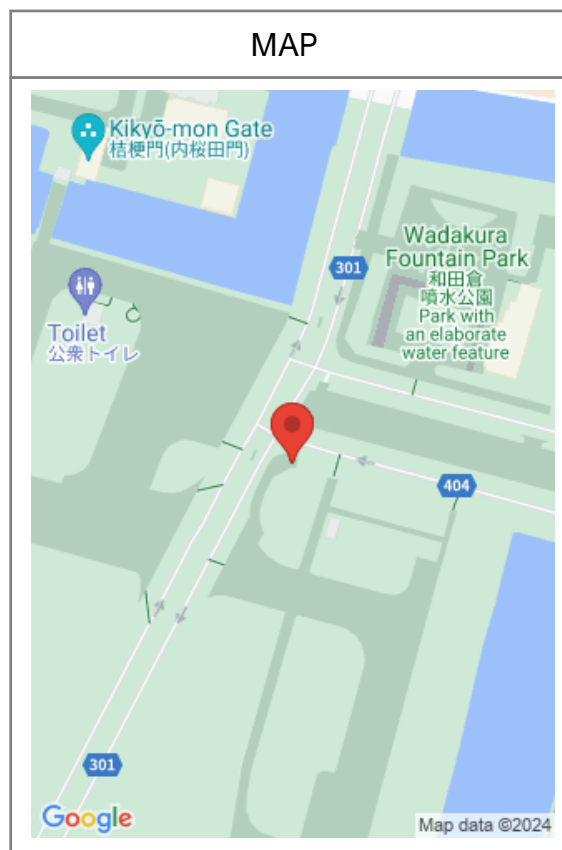 MAP
Kikyō-mon Gate
桔梗門(内桜田門)
Wadakura
Fountain Park
和田倉
噴水公園
Park with
an elaborate
water feature
301
Toilet
公衆トイレ
404
301
Google
Map data ©2024